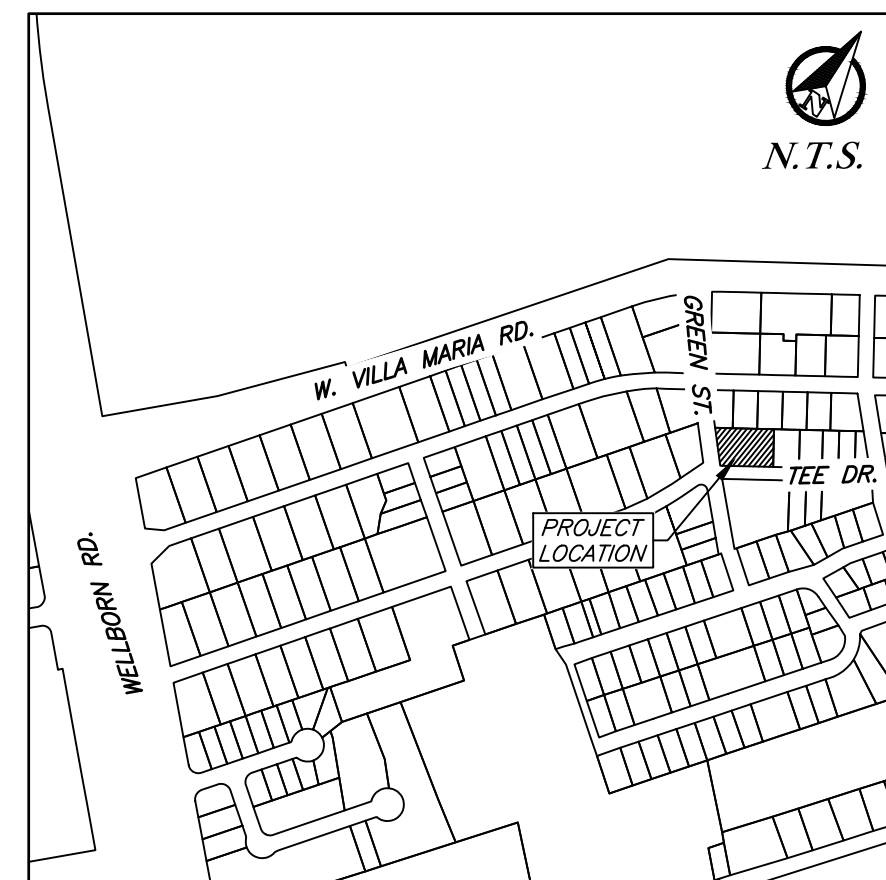 N
N.T.S.
W. VILLA MARIA RD.
GREEN ST.
TEE DR.
PROJECT
LOCATION
WELLBORN RD.